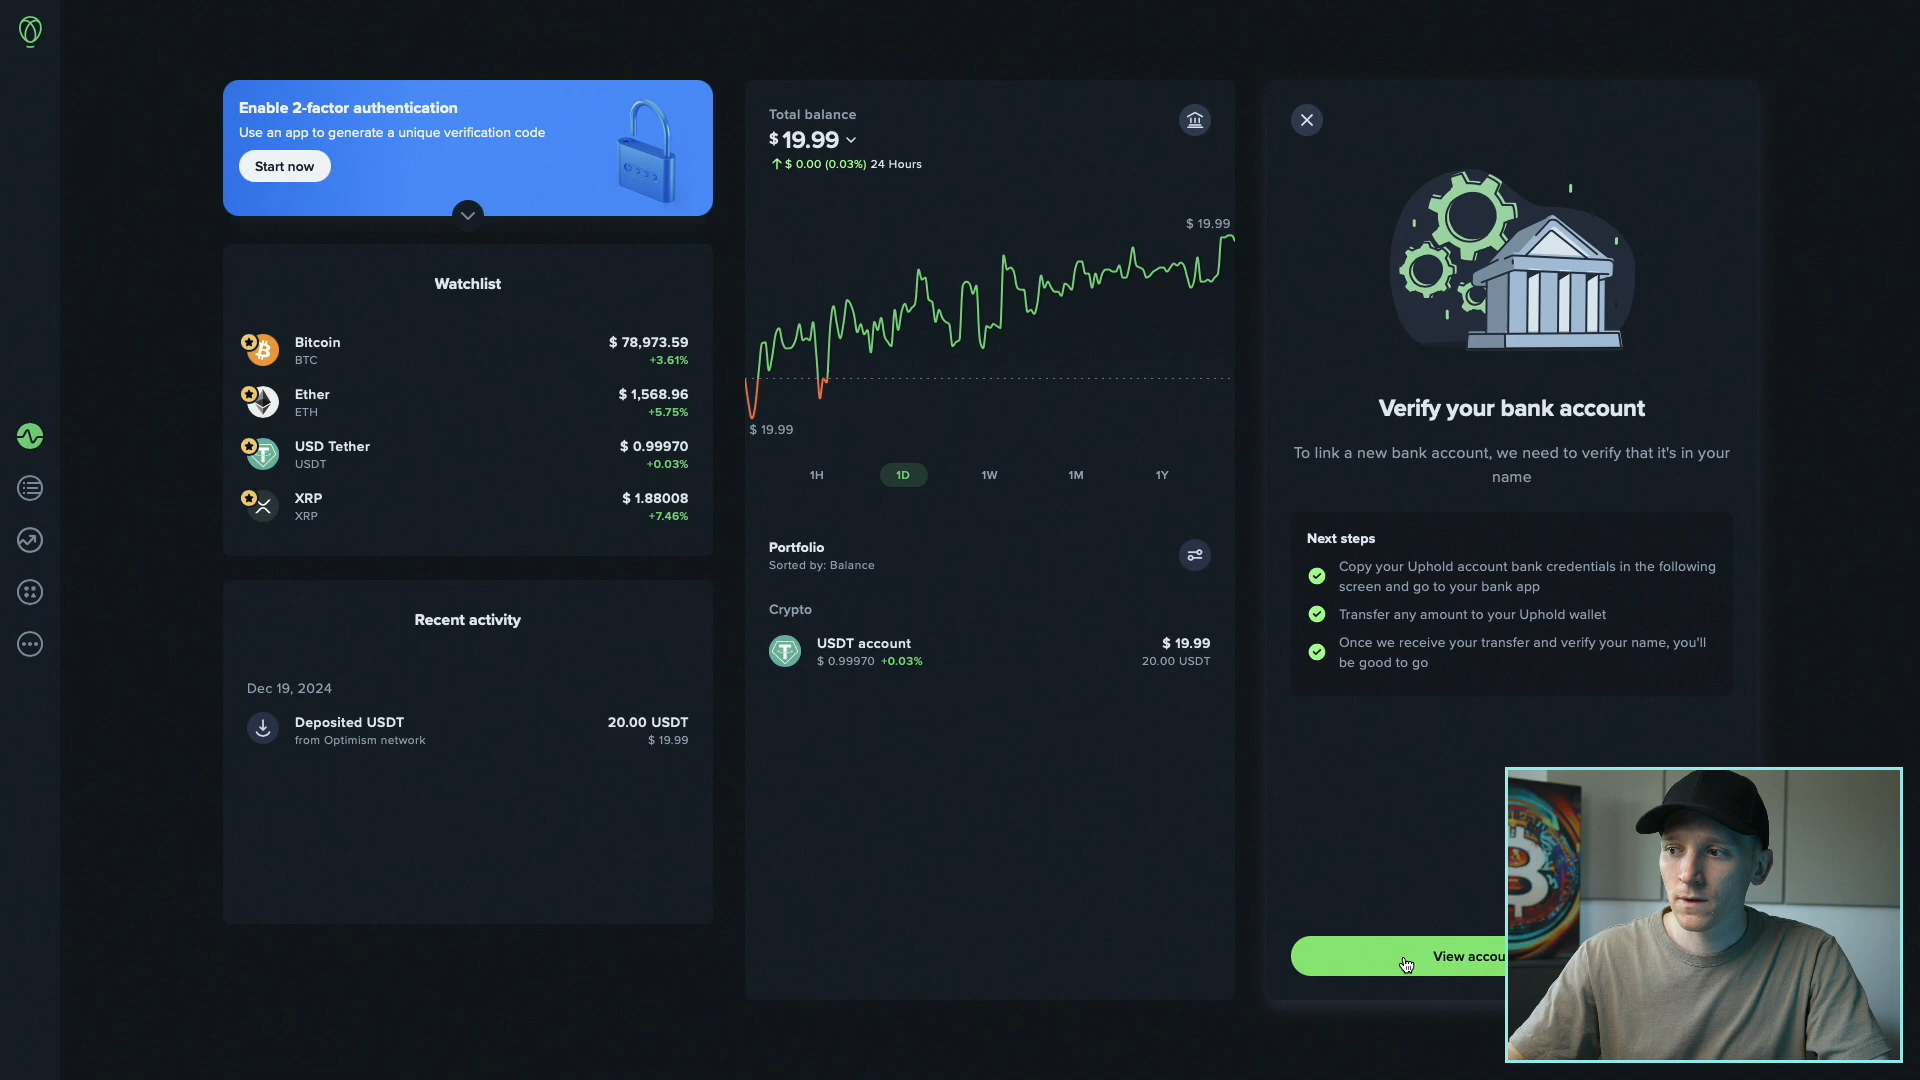 Enable 2-factor authentication
Use an app to generate a unique verification code
Start now
Watchlist
Bitcoin
$ 78,973.59
BTC
+3.61%
Ether
$ 1,568.96
ETH
+5.75%
USD Tether
$ 0.99970
USDT
+0.03%
XRP
$ 1.88008
XRP
+7.46%
Recent activity
Dec 19, 2024
Deposited USDT
20.00 USDT
from Optimism network
$ 19.99
Total balance
$ 19.99
$ 0.00 (0.03%) 24 Hours
$ 19.99
$ 19.99
1H
1D
1W
1M
1Y
Portfolio
Sorted by: Balance
Crypto
USDT account
$ 19.99
$ 0.99970 +0.03%
20.00 USDT
Verify your bank account
To link a new bank account, we need to verify that it's in your
name
Next steps
Copy your Uphold account bank credentials in the following
screen and go to your bank app
Transfer any amount to your Uphold wallet
Once we receive your transfer and verify your name, you'll
be good to go
View accou